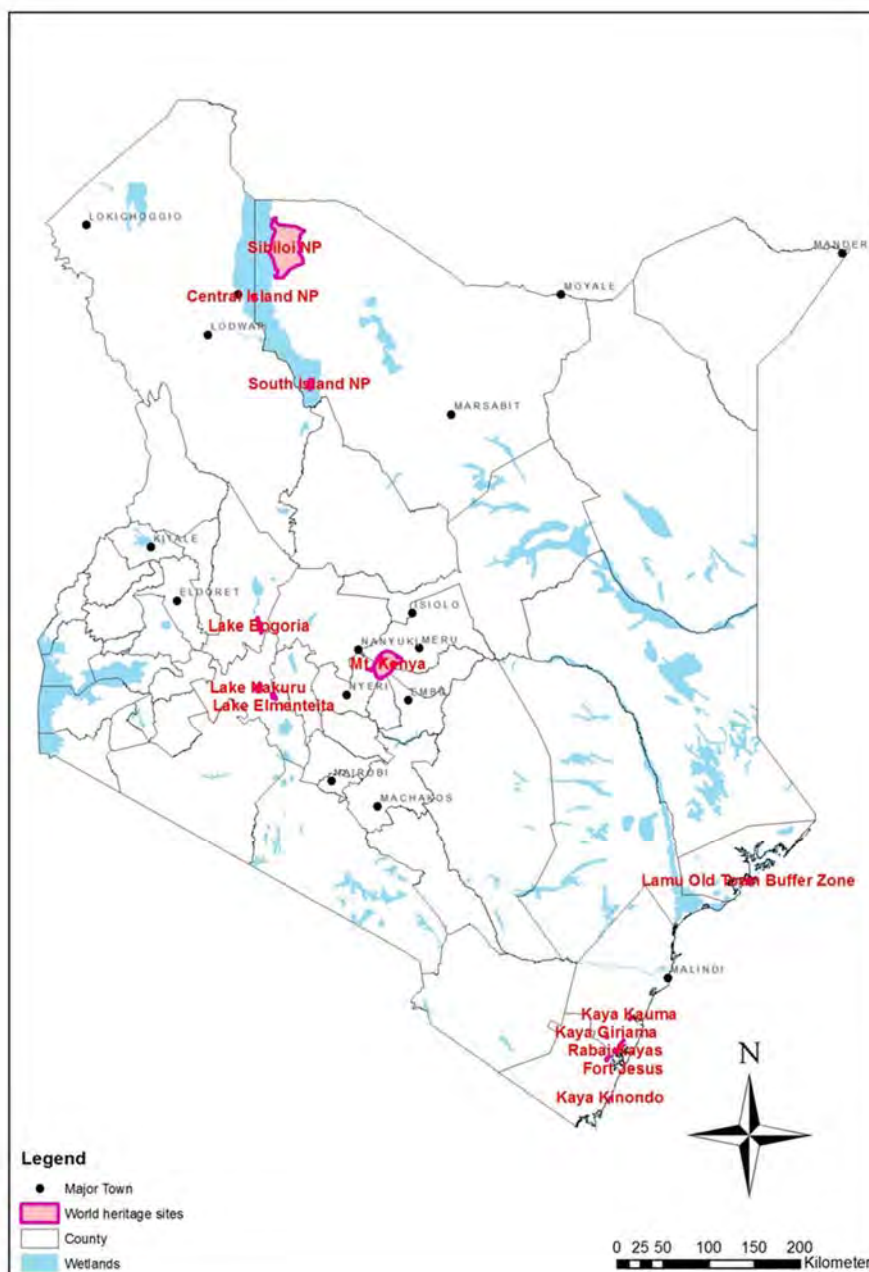 LOKICHOGGIO
Sibiloi NP
MANDER
Central Island NP
MOYALE
LODWAR
South Island NP
MARSABIT
KITALE
ELDORET
ISIOLO
Lake Bogoria
NANYUKI
MERU
Mt. Kenya
Lake Nakuru
NYERI
EMBU
Lake Elmenteita
NAIROBI
MACHAKOS
Lamu Old Town Buffer Zone
MALINDI
Kaya Kauma
Kaya Giriama
Rabai Kayas
Fort Jesus
Kaya Kinondo
N
Legend
Major Town
World heritage sites
County
Wetlands
0 25 50 100 150 200
Kilometer